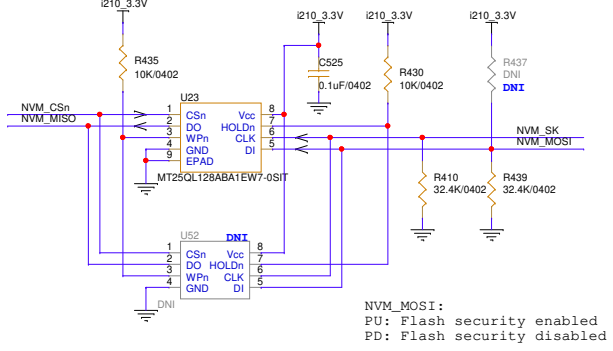 i210_3.3V
i210_3.3V
i210_3.3V
i210_3.3V
R435
10K/0402
C525
0.1uF/0402
R430
10K/0402
R437
DNI
DNI
NVM_CSn
NVM_MISO
U23
1 CSn Vcc 8
2 DO HOLDn 7
3 WPn CLK 6
4 GND DI 5
9 EPAD
MT25QL128ABA1EW7-0SIT
NVM_SK
NVM_MOSI
R410
32.4K/0402
R439
32.4K/0402
U52 DNI
1 CSn Vcc 8
2 DO HOLDn 7
3 WPn CLK 6
4 GND DI 5
DNI
NVM_MOSI:
PU: Flash security enabled
PD: Flash security disabled